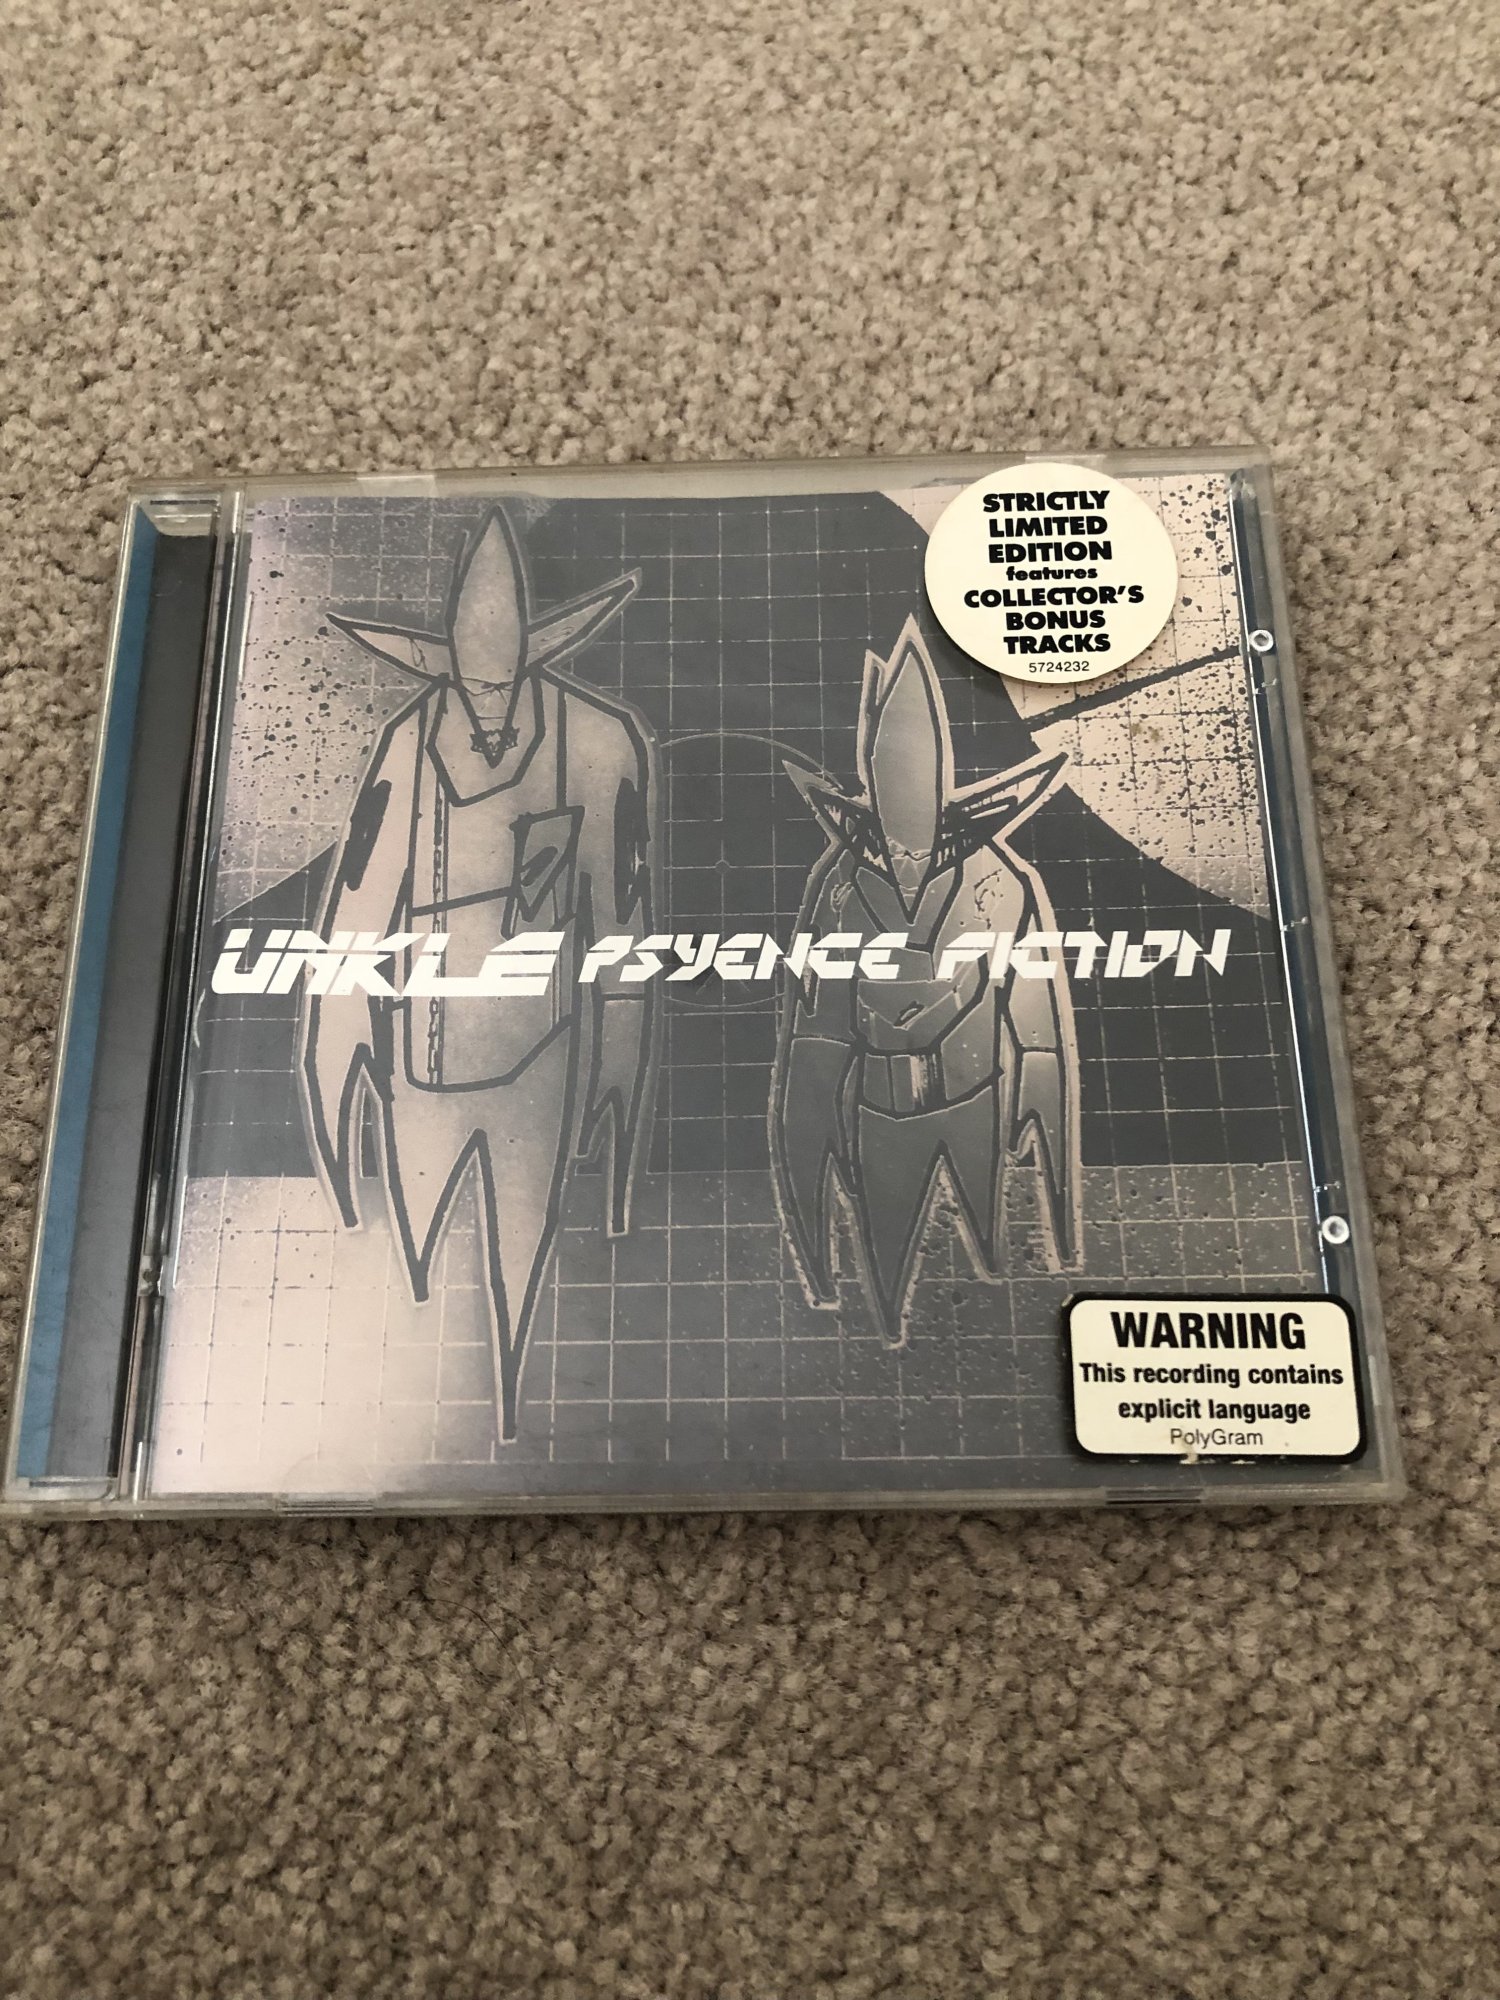 STRICTLY
LIMITED
EDITION
features
COLLECTOR'S
BONUS
TRACKS
5724232
UNKLE PSYENCE FICTION
WARNING
This recording contains
explicit language
PolyGram